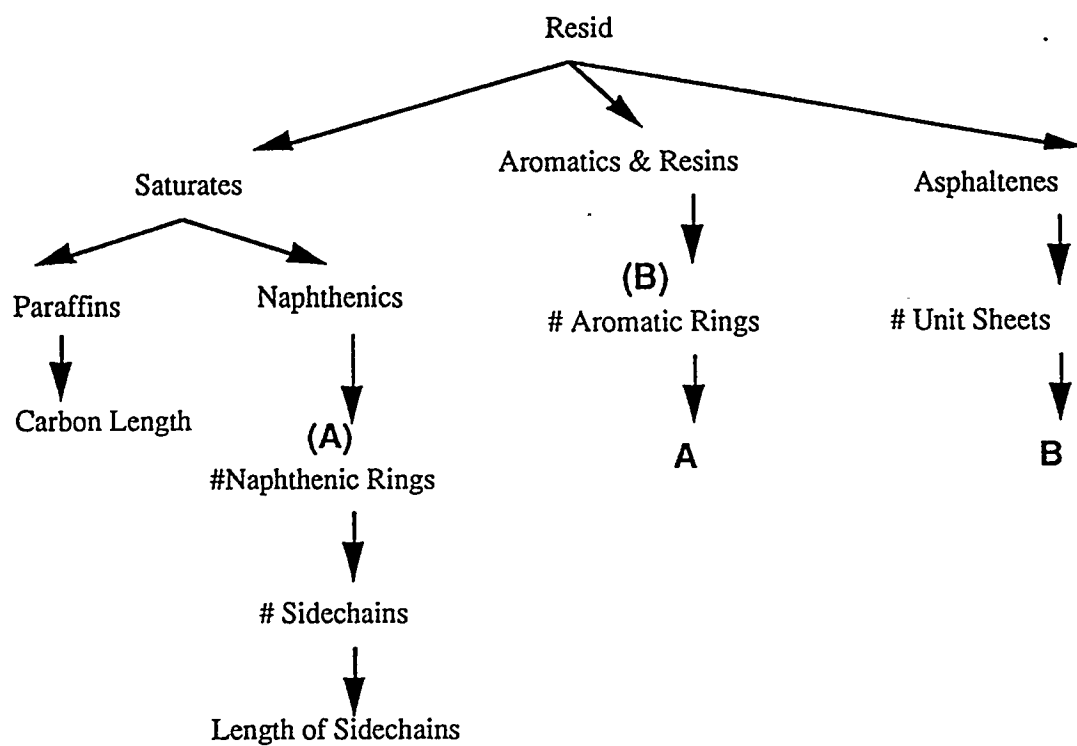 Resid
Saturates
Aromatics & Resins
Asphaltenes
Paraffins
Naphthenics
(B)
# Aromatic Rings
# Unit Sheets
Carbon Length
(A)
#Naphthenic Rings
A
B
# Sidechains
Length of Sidechains